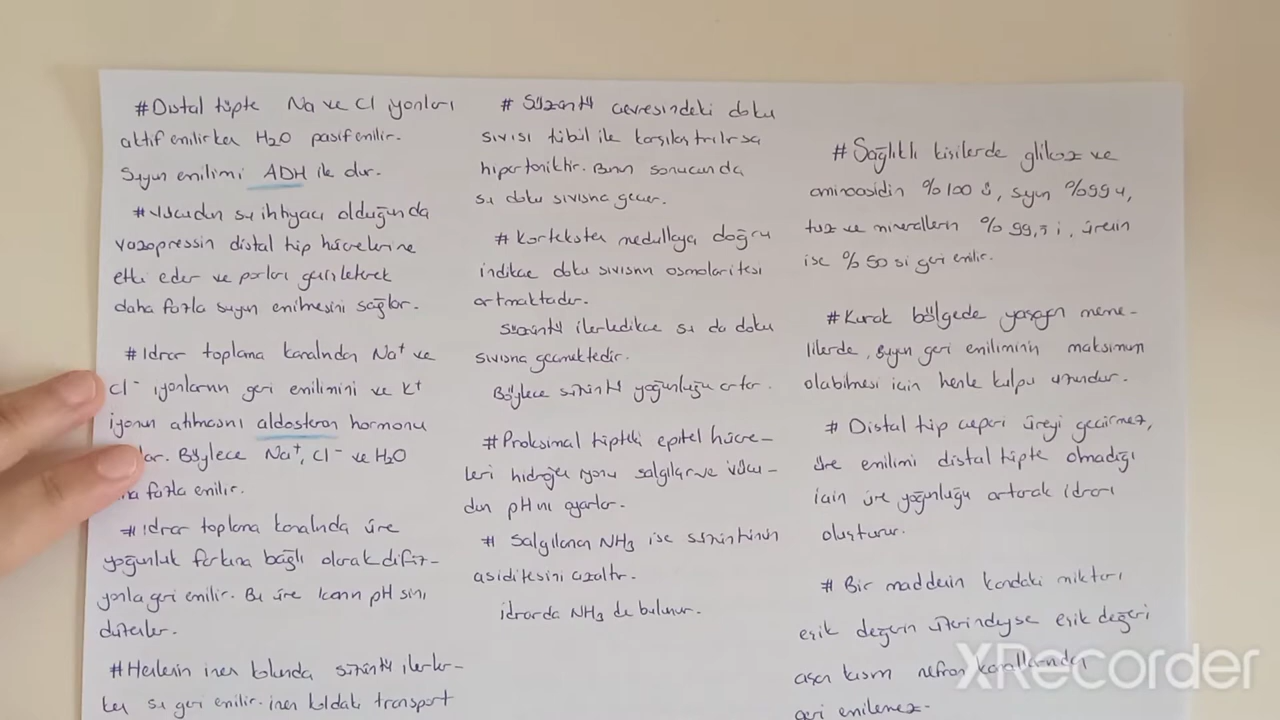 #Distal tüpte Na ve Cl iyonları
aktif emilirken H2O pasif emilir.
Suyun emilimi ADH ile dır.
#Vücudun su ihtiyacı olduğunda
vazopressin distal tüp hücrelerine
etki eder ve porları genişleterek
daha fazla suyun emilmesini sağlar.
#Idrar toplama kanalından Na+ ve
Cl- iyonlarının geri emilimini ve K+
iyonun atılmasını aldosteron hormonu
Böylece Na+, Cl- ve H2O
fazla emilir.
#Idrar toplama kanalında üre
yoğunluk farkına bağlı olarak difüz-
yonla geri emilir. Bu üre kanın pH sını
düzenler.
#Henlenin inen kolunda süzüntü ilerler-
ken su geri emilir. inen koldaki transport
# Süzüntü çevresindeki doku
sıvısı tübül ile karşılaştırılırsa
hipertoniktir. Bunun sonucunda
su doku sıvısına geçer.
# Korteksten medullaya doğru
indikçe doku sıvısının osmolaritesi
artmaktadır.
Süzüntü ilerledikçe su da doku
sıvısına geçmektedir.
Böylece süzüntü yoğunluğu artar.
#Proksimal tüpteki epitel hücre-
leri hidrojen iyonu salgılar ve vücu-
dun pH nı ayarlar.
# Salgılanan NH3 ise süzüntünün
asiditesini azaltır.
idrarda NH3 de bulunur.
#Sağlıklı kişilerde glikoz ve
aminoasidin %100 ü, suyun %99 u,
tuz ve minerallerin %99,5 i, ürenin
ise %50 si geri emilir.
#Kurak bölgede yaşayan meme-
lilerde, suyun geri emiliminin maksimum
olabilmesi için henle kulpu uzundur.
# Distal tüp çeperi üreyi geçirmez,
üre emilimi distal tüpte olmadığı
için üre yoğunluğu artarak idrarı
oluşturur.
# Bir maddenin kandaki miktarı
eşik değerin üzerindeyse eşik değeri
aşan kısım nefron kanallarından
geri emilemez.
XRecorder